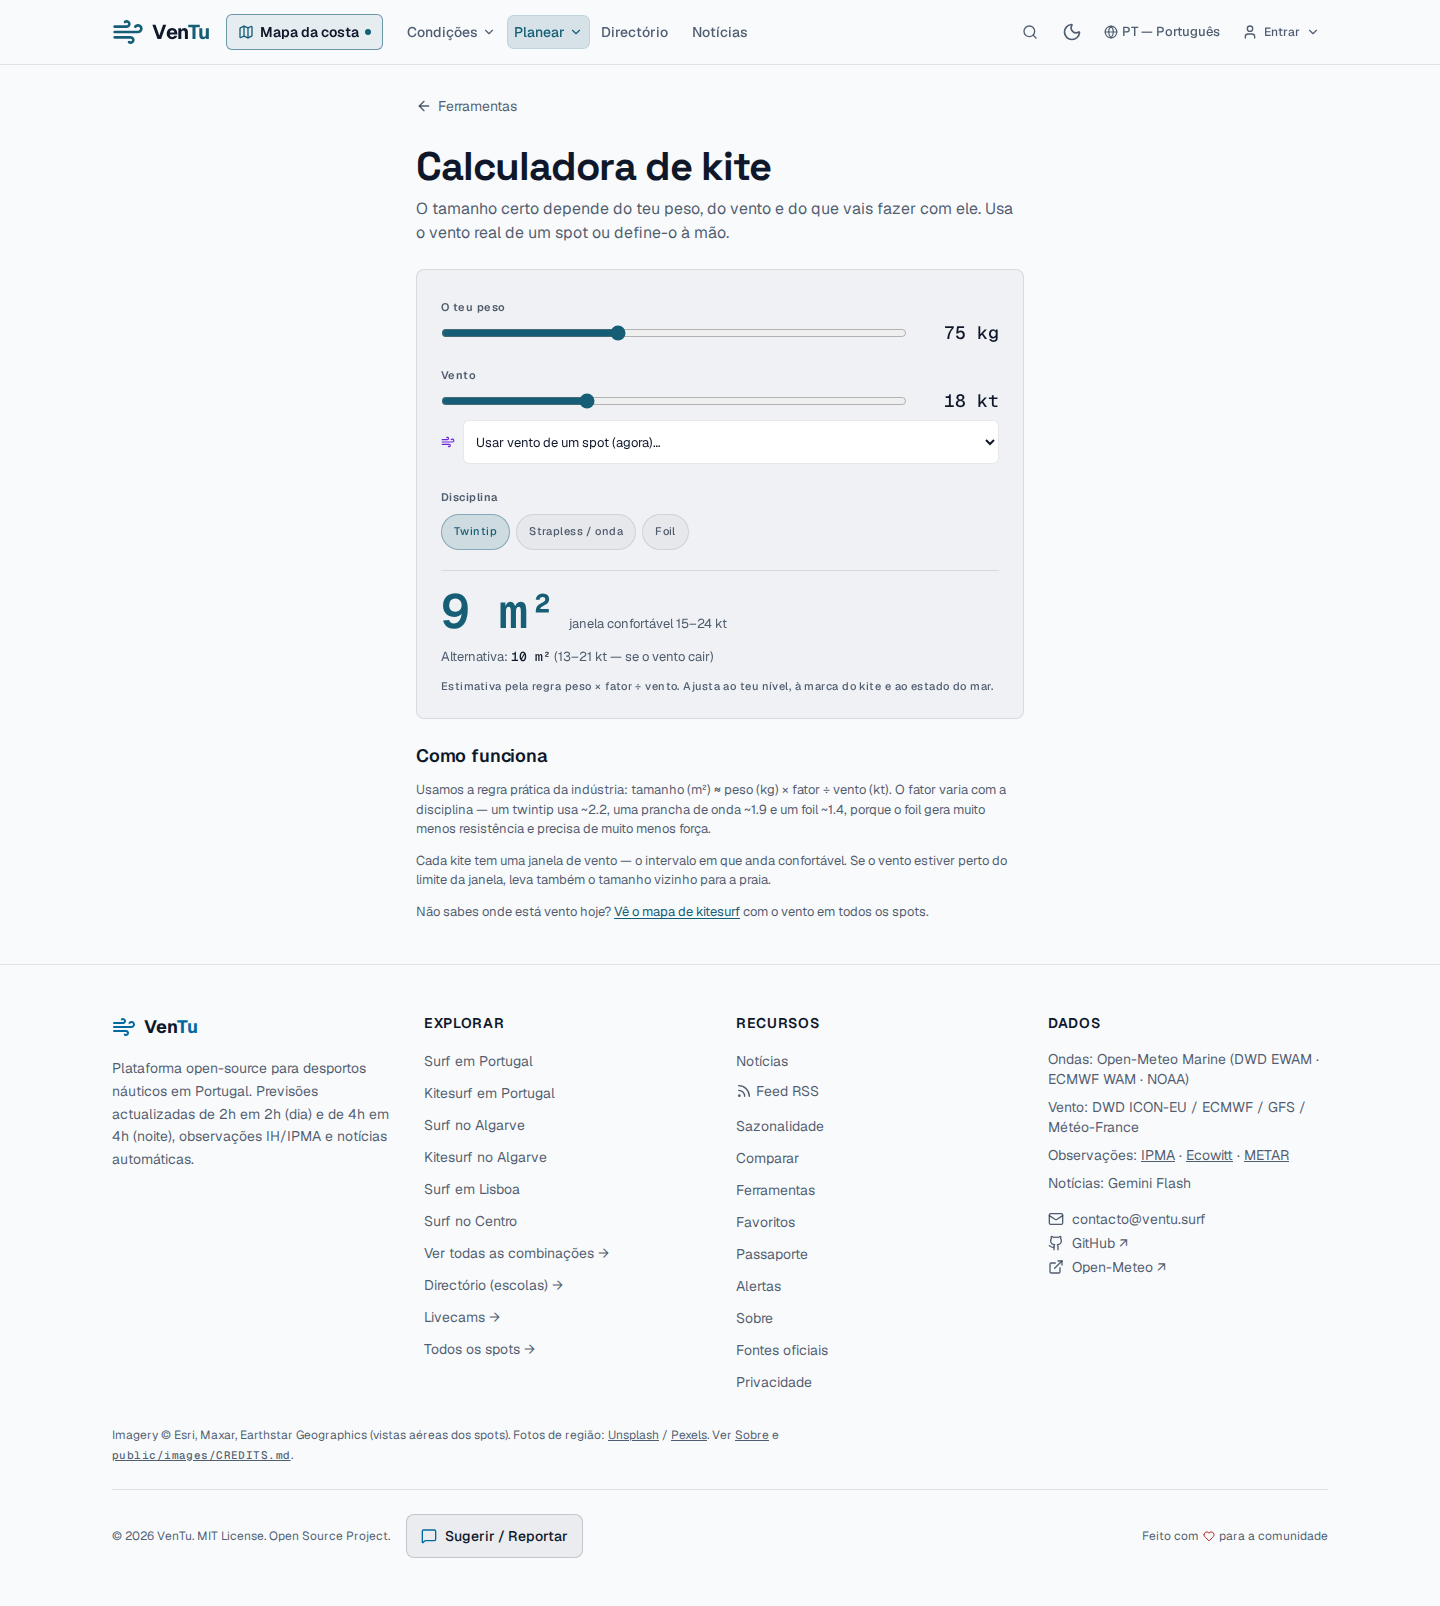 VenTu
Mapa da costa
Condições
Planear
Directório
Notícias
PT — Português
Entrar
Ferramentas
Calculadora de kite
O tamanho certo depende do teu peso, do vento e do que vais fazer com ele. Usa
o vento real de um spot ou define-o à mão.
O teu peso
75 kg
Vento
18 kt
Usar vento de um spot (agora)…
Disciplina
Twintip
Strapless / onda
Foil
9 m² janela confortável 15–24 kt
Alternativa: 10 m² (13–21 kt — se o vento cair)
Estimativa pela regra peso × fator ÷ vento. Ajusta ao teu nível, à marca do kite e ao estado do mar.
Como funciona
Usamos a regra prática da indústria: tamanho (m²) ≈ peso (kg) × fator ÷ vento (kt). O fator varia com a
disciplina — um twintip usa ~2.2, uma prancha de onda ~1.9 e um foil ~1.4, porque o foil gera muito
menos resistência e precisa de muito menos força.
Cada kite tem uma janela de vento — o intervalo em que anda confortável. Se o vento estiver perto do
limite da janela, leva também o tamanho vizinho para a praia.
Não sabes onde está vento hoje? Vê o mapa de kitesurf com o vento em todos os spots.
VenTu
Plataforma open-source para desportos
náuticos em Portugal. Previsões
actualizadas de 2h em 2h (dia) e de 4h em
4h (noite), observações IH/IPMA e notícias
automáticas.
EXPLORAR
Surf em Portugal
Kitesurf em Portugal
Surf no Algarve
Kitesurf no Algarve
Surf em Lisboa
Surf no Centro
Ver todas as combinações →
Directório (escolas) →
Livecams →
Todos os spots →
RECURSOS
Notícias
Feed RSS
Sazonalidade
Comparar
Ferramentas
Favoritos
Passaporte
Alertas
Sobre
Fontes oficiais
Privacidade
DADOS
Ondas: Open-Meteo Marine (DWD EWAM ·
ECMWF WAM · NOAA)
Vento: DWD ICON-EU / ECMWF / GFS /
Météo-France
Observações: IPMA · Ecowitt · METAR
Notícias: Gemini Flash
contacto@ventu.surf
GitHub ↗
Open-Meteo ↗
Imagery © Esri, Maxar, Earthstar Geographics (vistas aéreas dos spots). Fotos de região: Unsplash / Pexels. Ver Sobre e
public/images/CREDITS.md.
© 2026 VenTu. MIT License. Open Source Project.
Sugerir / Reportar
Feito com ♡ para a comunidade